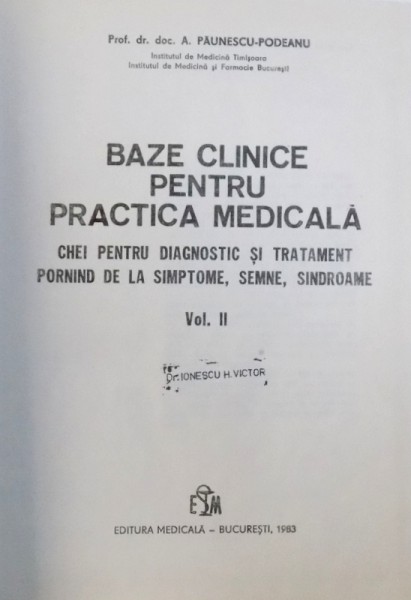 Prof. dr. doc. A. PĂUNESCU-PODEANU
Institutul de Medicină Timișoara
Institutul de Medicină și Farmacie București
BAZE CLINICE
PENTRU
PRACTICA MEDICALĂ
CHEI PENTRU DIAGNOSTIC ȘI TRATAMENT
PORNIND DE LA SIMPTOME, SEMNE, SINDROAME
Vol. II
Dr. IONESCU H. VICTOR
EM
EDITURA MEDICALĂ – BUCUREȘTI, 1983